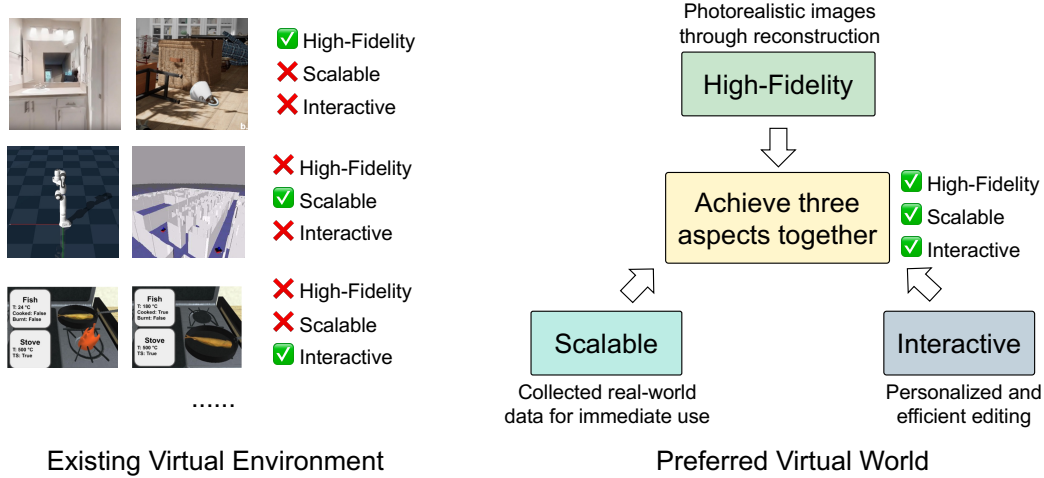 High-Fidelity
Scalable
Interactive
b.
High-Fidelity
Scalable
Interactive
Fish
T: 24 °C
Cooked: False
Burnt: False
Stove
T: 500 °C
TS: True
Fish
T: 180 °C
Cooked: True
Burnt: False
Stove
T: 500 °C
TS: True
High-Fidelity
Scalable
Interactive
......
Existing Virtual Environment
Photorealistic images
through reconstruction
High-Fidelity
Achieve three
aspects together
High-Fidelity
Scalable
Interactive
Scalable
Collected real-world
data for immediate use
Interactive
Personalized and
efficient editing
Preferred Virtual World